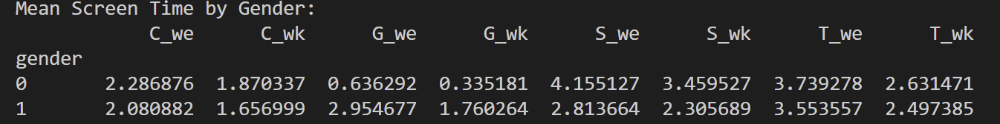 Mean Screen Time by Gender:
C_we C_wk G_we G_wk S_we S_wk T_we T_wk
gender
0 2.286876 1.870337 0.636292 0.335181 4.155127 3.459527 3.739278 2.631471
1 2.080882 1.656999 2.954677 1.760264 2.813664 2.305689 3.553557 2.497385